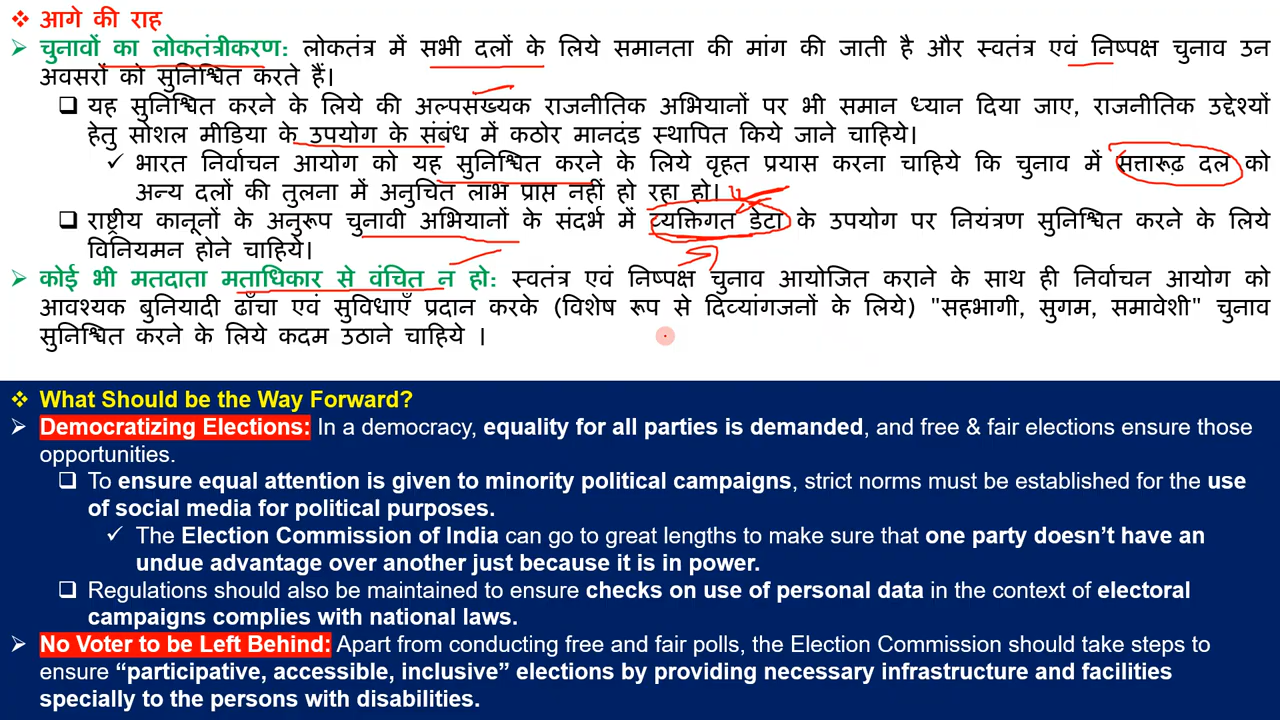 ❖ आगे की राह
➢ चुनावों का लोकतंत्रीकरण: लोकतंत्र में सभी दलों के लिये समानता की मांग की जाती है और स्वतंत्र एवं निष्पक्ष चुनाव उन
अवसरों को सुनिश्चित करते हैं।
❑ यह सुनिश्चित करने के लिये की अल्पसंख्यक राजनीतिक अभियानों पर भी समान ध्यान दिया जाए, राजनीतिक उद्देश्यों
हेतु सोशल मीडिया के उपयोग के संबंध में कठोर मानदंड स्थापित किये जाने चाहिये।
✓ भारत निर्वाचन आयोग को यह सुनिश्चित करने के लिये वृहत प्रयास करना चाहिये कि चुनाव में सत्तारूढ़ दल को
अन्य दलों की तुलना में अनुचित लाभ प्राप्त नहीं हो रहा हो।
❑ राष्ट्रीय कानूनों के अनुरूप चुनावी अभियानों के संदर्भ में व्यक्तिगत डेटा के उपयोग पर नियंत्रण सुनिश्चित करने के लिये
विनियमन होने चाहिये।
➢ कोई भी मतदाता मताधिकार से वंचित न हो: स्वतंत्र एवं निष्पक्ष चुनाव आयोजित कराने के साथ ही निर्वाचन आयोग को
आवश्यक बुनियादी ढाँचा एवं सुविधाएँ प्रदान करके (विशेष रूप से दिव्यांगजनों के लिये) "सहभागी, सुगम, समावेशी" चुनाव
सुनिश्चित करने के लिये कदम उठाने चाहिये ।
❖ What Should be the Way Forward?
➢ Democratizing Elections: In a democracy, equality for all parties is demanded, and free & fair elections ensure those
opportunities.
❑ To ensure equal attention is given to minority political campaigns, strict norms must be established for the use
of social media for political purposes.
✓ The Election Commission of India can go to great lengths to make sure that one party doesn’t have an
undue advantage over another just because it is in power.
❑ Regulations should also be maintained to ensure checks on use of personal data in the context of electoral
campaigns complies with national laws.
➢ No Voter to be Left Behind: Apart from conducting free and fair polls, the Election Commission should take steps to
ensure “participative, accessible, inclusive” elections by providing necessary infrastructure and facilities
specially to the persons with disabilities.